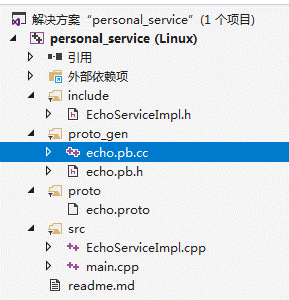 解决方案“personal_service”(1 个项目)
personal_service (Linux)
引用
外部依赖项
include
EchoServiceImpl.h
proto_gen
echo.pb.cc
echo.pb.h
proto
echo.proto
src
EchoServiceImpl.cpp
main.cpp
readme.md